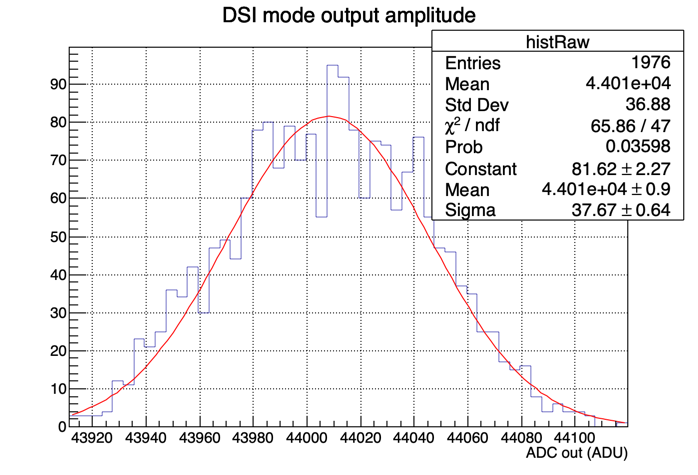 DSI mode output amplitude
histRaw
Entries 1976
Mean 4.401e+04
Std Dev 36.88
χ² / ndf 65.86 / 47
Prob 0.03598
Constant 81.62 ± 2.27
Mean 4.401e+04 ± 0.9
Sigma 37.67 ± 0.64
90
80
70
60
50
40
30
20
10
0
43920 43940 43960 43980 44000 44020 44040 44060 44080 44100
ADC out (ADU)